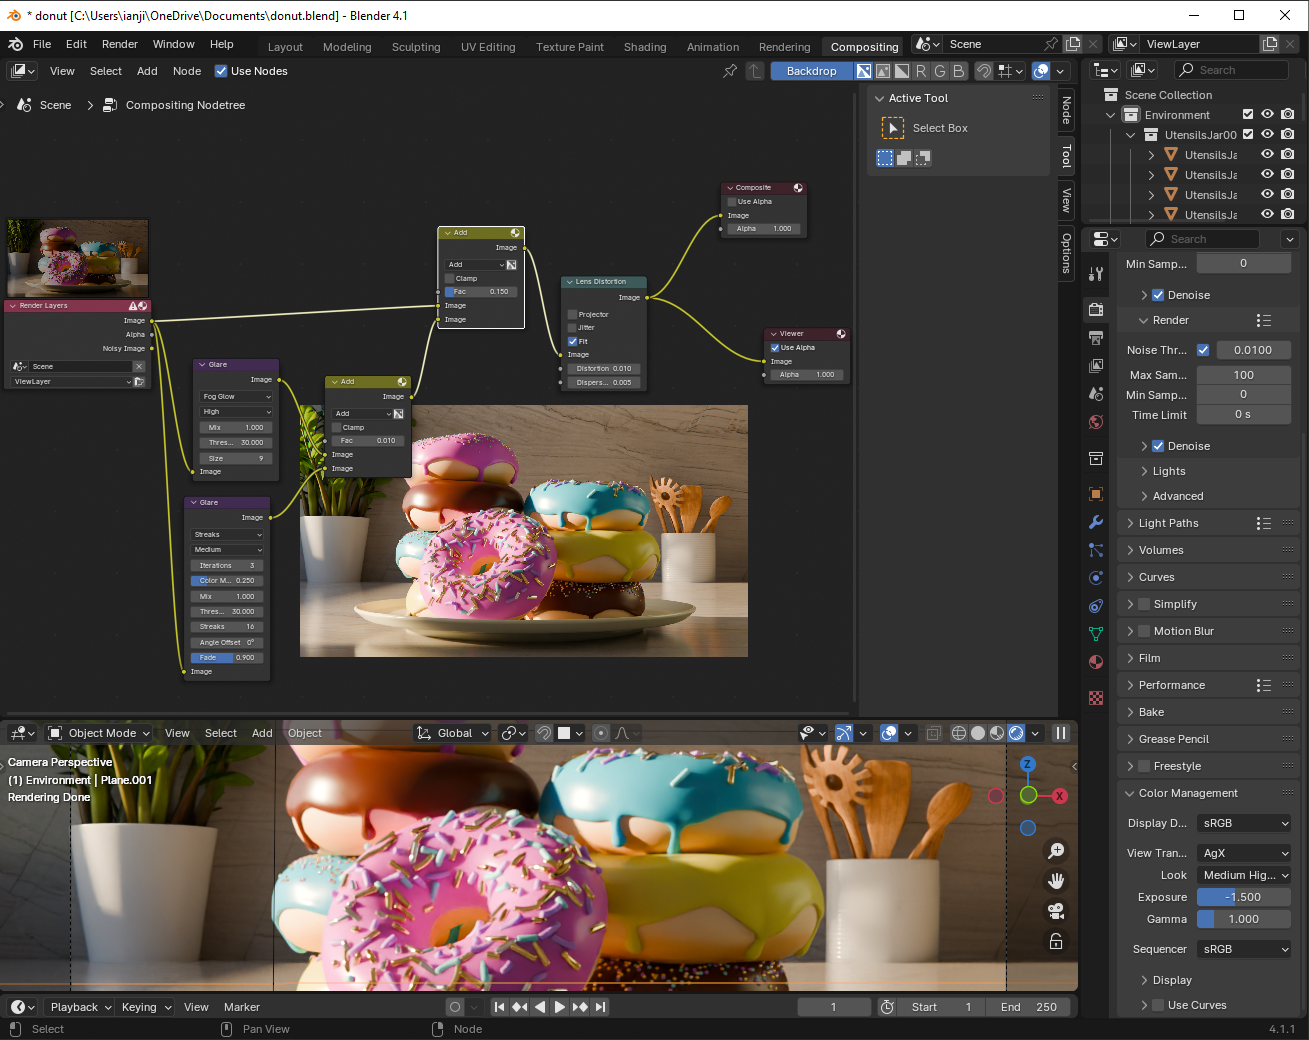 * donut [C:\Users\ianji\OneDrive\Documents\donut.blend] - Blender 4.1
File Edit Render Window Help
Layout Modeling Sculpting UV Editing Texture Paint Shading Animation Rendering Compositing
Scene
ViewLayer
View Select Add Node Use Nodes
Backdrop
R G B
Search
Scene > Compositing Nodetree
Active Tool
Select Box
Node
Tool
View
Options
Scene Collection
Environment
UtensilsJar00
UtensilsJa
UtensilsJa
UtensilsJa
UtensilsJa
Search
Composite
Use Alpha
Image
Alpha 1.000
Add
Image
Add
Clamp
Fac 0.150
Image
Image
Lens Distortion
Image
Projector
Jitter
Fit
Image
Distortion 0.010
Dispers... 0.005
Viewer
Use Alpha
Image
Alpha 1.000
Render Layers
Image
Alpha
Noisy Image
Scene
ViewLayer
Glare
Image
Fog Glow
High
Mix 1.000
Thres... 30.000
Size 9
Image
Add
Image
Add
Clamp
Fac 0.010
Image
Image
Glare
Image
Streaks
Medium
Iterations 3
Color M... 0.250
Mix 1.000
Thres... 30.000
Streaks 16
Angle Offset 0°
Fade 0.900
Image
Min Samp... 0
Denoise
Render
Noise Thr... 0.0100
Max Sam... 100
Min Samp... 0
Time Limit 0 s
Denoise
Lights
Advanced
Light Paths
Volumes
Curves
Simplify
Motion Blur
Film
Performance
Bake
Grease Pencil
Freestyle
Color Management
Display D... sRGB
View Tran... AgX
Look Medium Hig...
Exposure -1.500
Gamma 1.000
Sequencer sRGB
Display
Use Curves
Object Mode View Select Add Object
Global
Camera Perspective
(1) Environment | Plane.001
Rendering Done
Z
X
Playback Keying View Marker
1
Start 1
End 250
Select
Pan View
Node
4.1.1